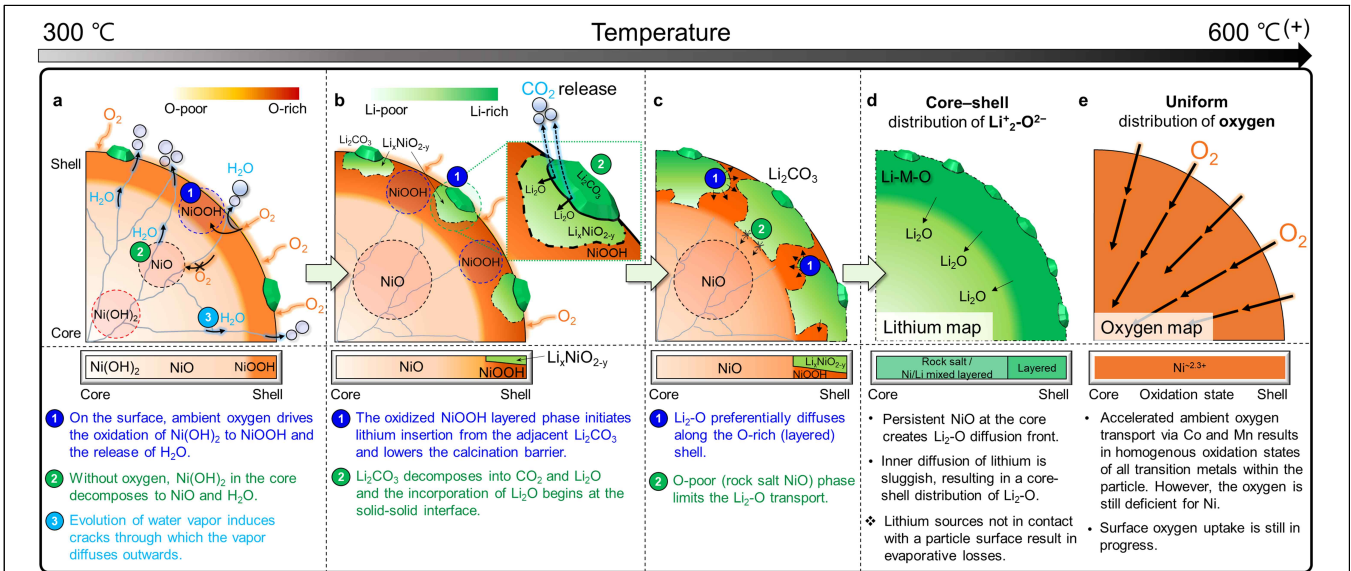 300 ℃
Temperature
600 ℃(+)
a
O-poor
O-rich
O₂
Shell
H₂O
H₂O
1
NiOOH
O₂
H₂O
2
NiO
O₂
O₂
Ni(OH)₂
3
H₂O
O₂
Core
Ni(OH)₂
NiO
NiOOH
Core
Shell
1 On the surface, ambient oxygen drives
the oxidation of Ni(OH)₂ to NiOOH and
the release of H₂O.
2 Without oxygen, Ni(OH)₂ in the core
decomposes to NiO and H₂O.
3 Evolution of water vapor induces
cracks through which the vapor
diffuses outwards.
b
Li-poor
Li-rich
CO₂ release
Li₂CO₃
LiₓNiO₂₋ᵧ
1
NiOOH
2
Li₂CO₃
Li₂O
Li₂O
LiₓNiO₂₋ᵧ
NiOOH
NiO
NiOOH
O₂
NiO
NiOOH
LiₓNiO₂₋ᵧ
Core
Shell
1 The oxidized NiOOH layered phase initiates
lithium insertion from the adjacent Li₂CO₃
and lowers the calcination barrier.
2 Li₂CO₃ decomposes into CO₂ and Li₂O
and the incorporation of Li₂O begins at the
solid-solid interface.
c
1
Li₂CO₃
2
1
NiO
NiO
LiₓNiO₂₋ᵧ
NiOOH
Core
Shell
1 Li₂-O preferentially diffuses
along the O-rich (layered)
shell.
2 O-poor (rock salt NiO) phase
limits the Li₂-O transport.
d
Core–shell
distribution of Li⁺₂-O²⁻
Li-M-O
Li₂O
Li₂O
Li₂O
Lithium map
Rock salt /
Ni/Li mixed layered
Layered
Core
Shell
• Persistent NiO at the core
creates Li₂-O diffusion front.
• Inner diffusion of lithium is
sluggish, resulting in a core-
shell distribution of Li₂-O.
❖ Lithium sources not in contact
with a particle surface result in
evaporative losses.
e
Uniform
distribution of oxygen
O₂
O₂
Oxygen map
Ni~2.3+
Core
Oxidation state
Shell
• Accelerated ambient oxygen
transport via Co and Mn results
in homogenous oxidation states
of all transition metals within the
particle. However, the oxygen is
still deficient for Ni.
• Surface oxygen uptake is still in
progress.